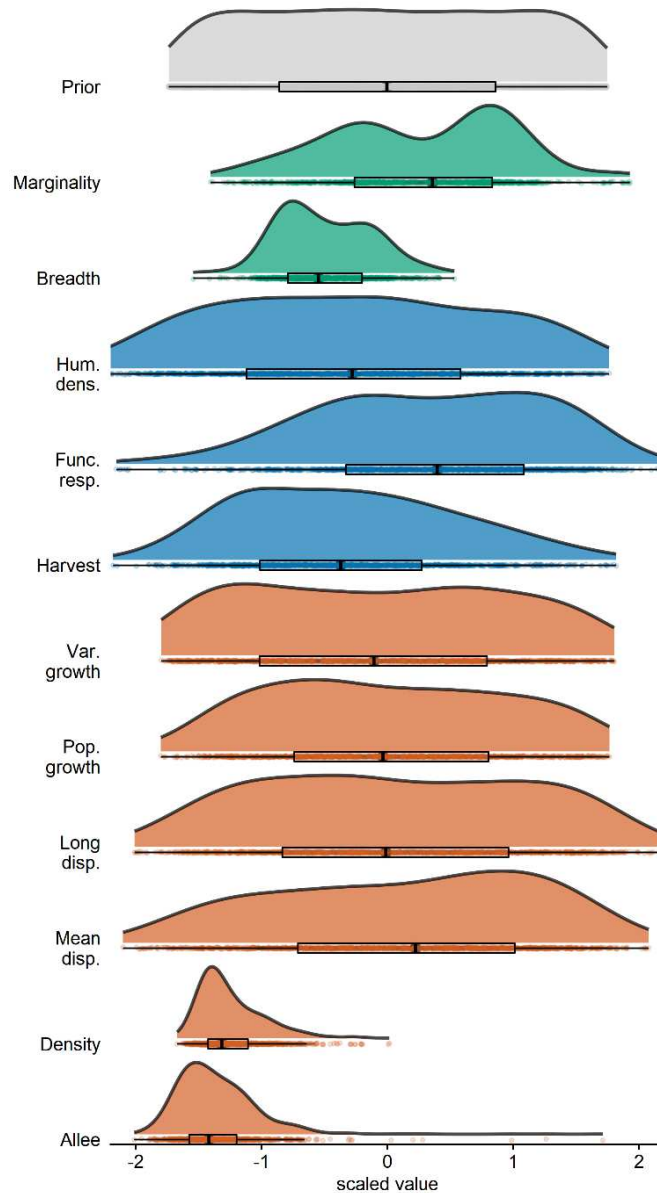 Prior
Marginality
Breadth
Hum.
dens.
Func.
resp.
Harvest
Var.
growth
Pop.
growth
Long
disp.
Mean
disp.
Density
Allee
-2 -1 0 1 2
scaled value